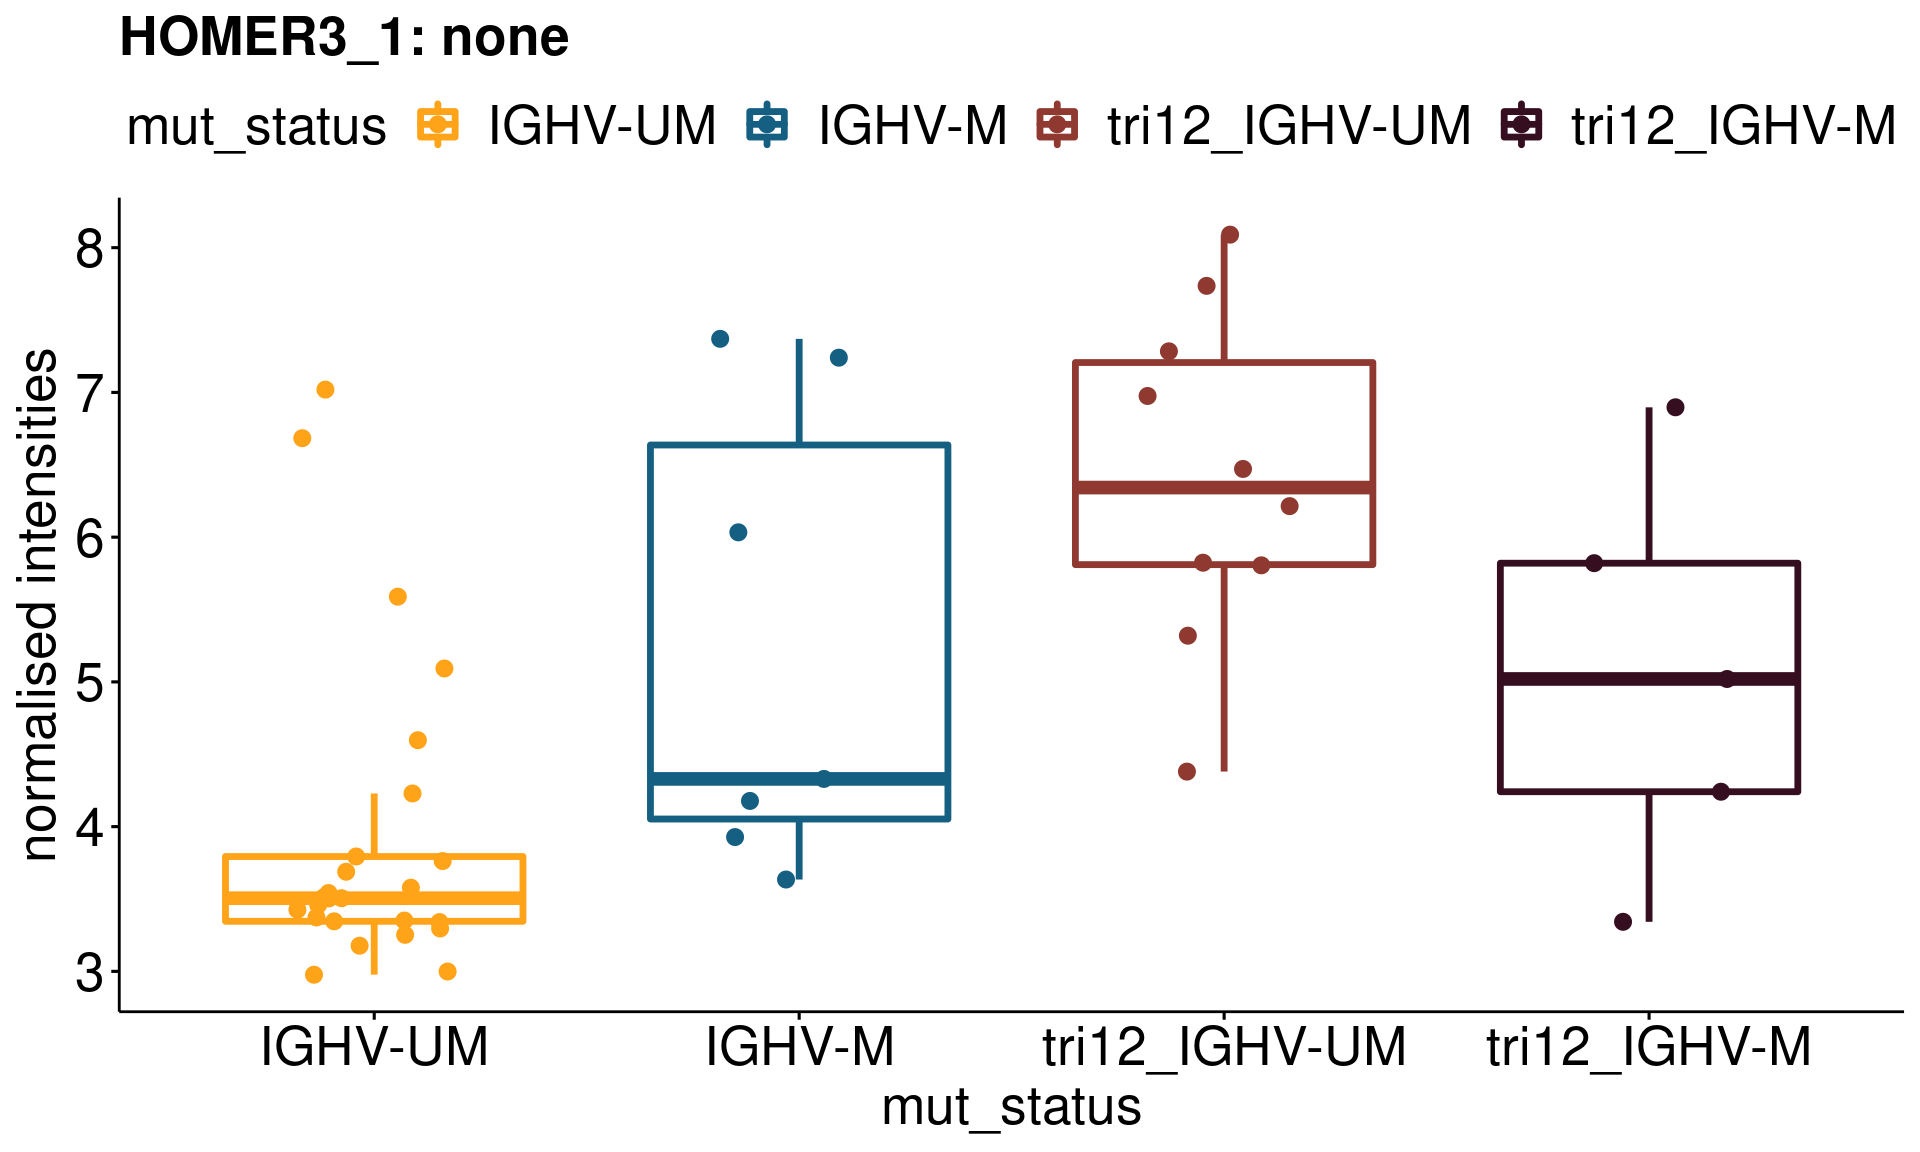 HOMER3_1: none
mut_status IGHV-UM IGHV-M tri12_IGHV-UM tri12_IGHV-M
8
7
6
5
4
3
normalised intensities
IGHV-UM IGHV-M tri12_IGHV-UM tri12_IGHV-M
mut_status